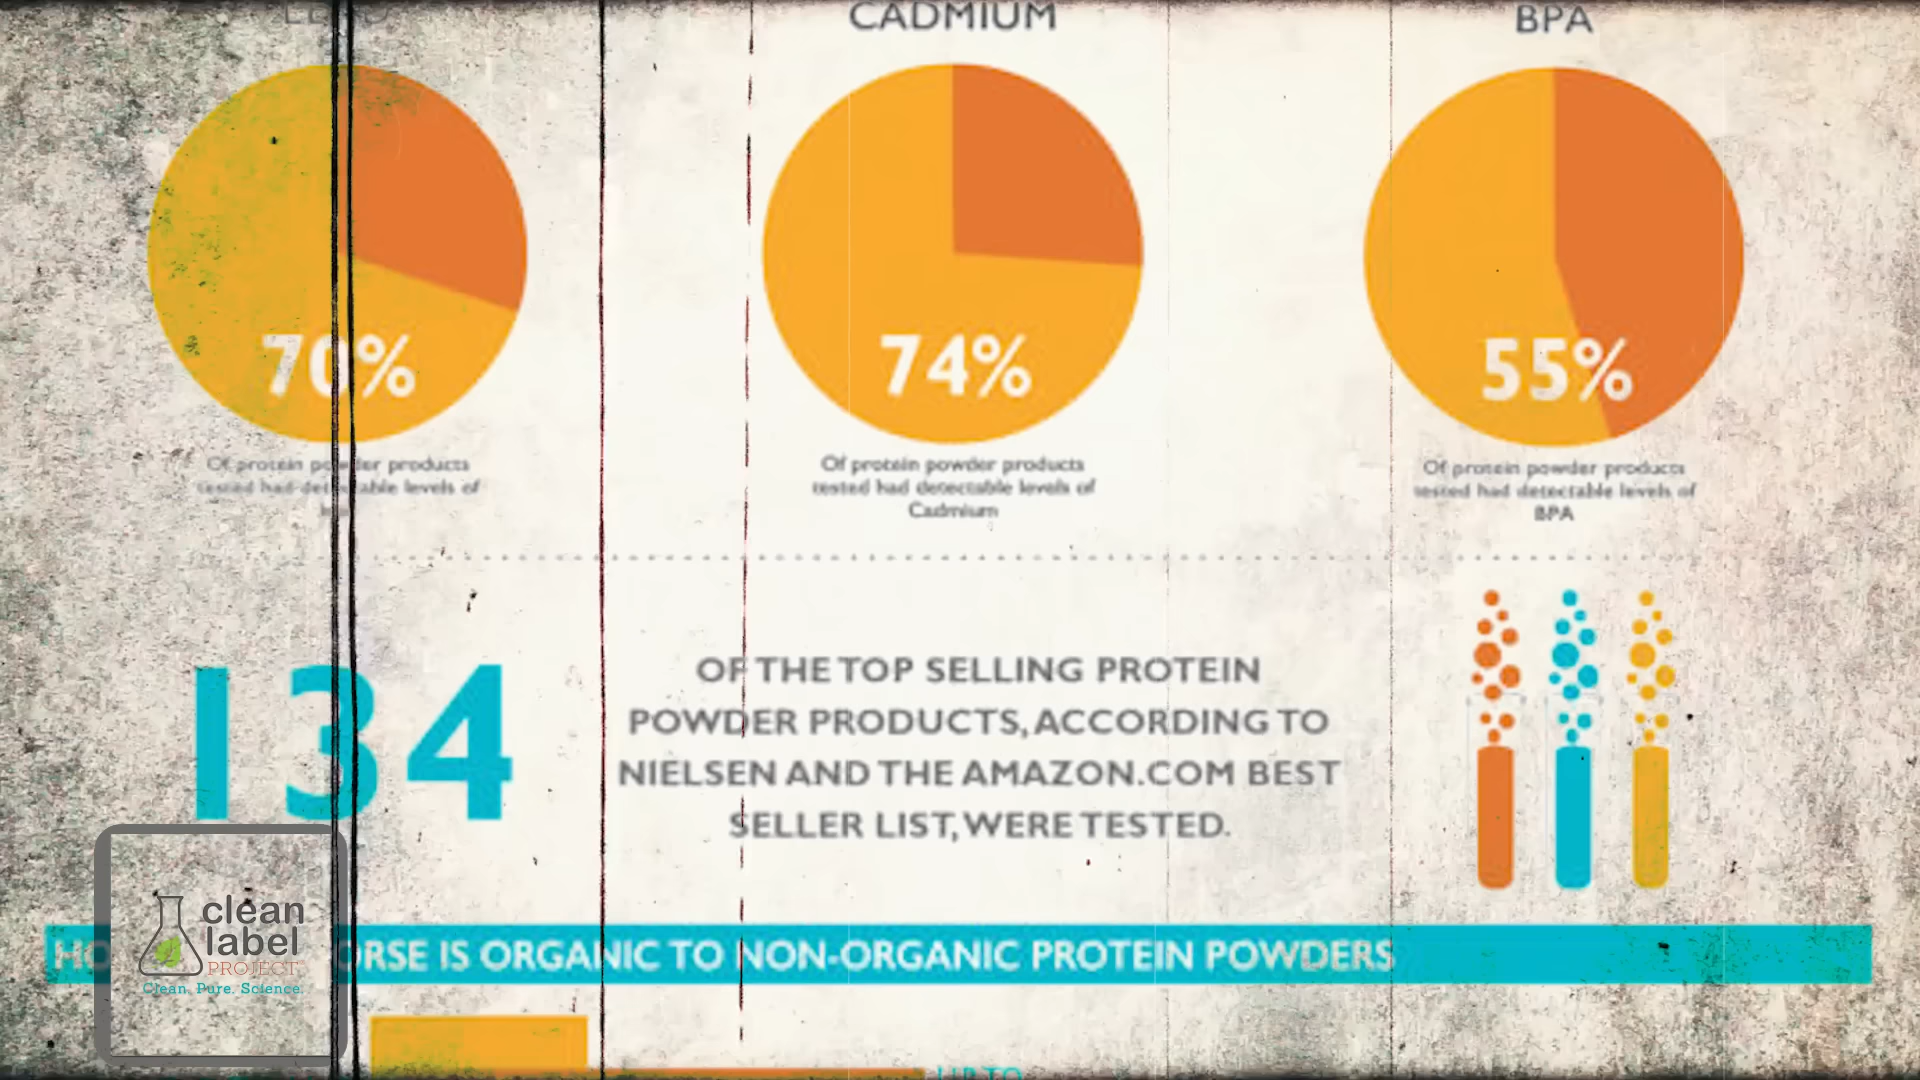 LEAD
CADMIUM
BPA
70%
74%
55%
Of protein powder products
tested had detectable levels of
Of protein powder products
tested had detectable levels of
Cadmium
Of protein powder products
tested had detectable levels of
BPA
134
OF THE TOP SELLING PROTEIN
POWDER PRODUCTS, ACCORDING TO
NIELSEN AND THE AMAZON.COM BEST
SELLER LIST, WERE TESTED.
IS ORGANIC TO NON-ORGANIC PROTEIN POWDERS
clean
label
PROJECT
Clean. Pure. Science.
UP TO